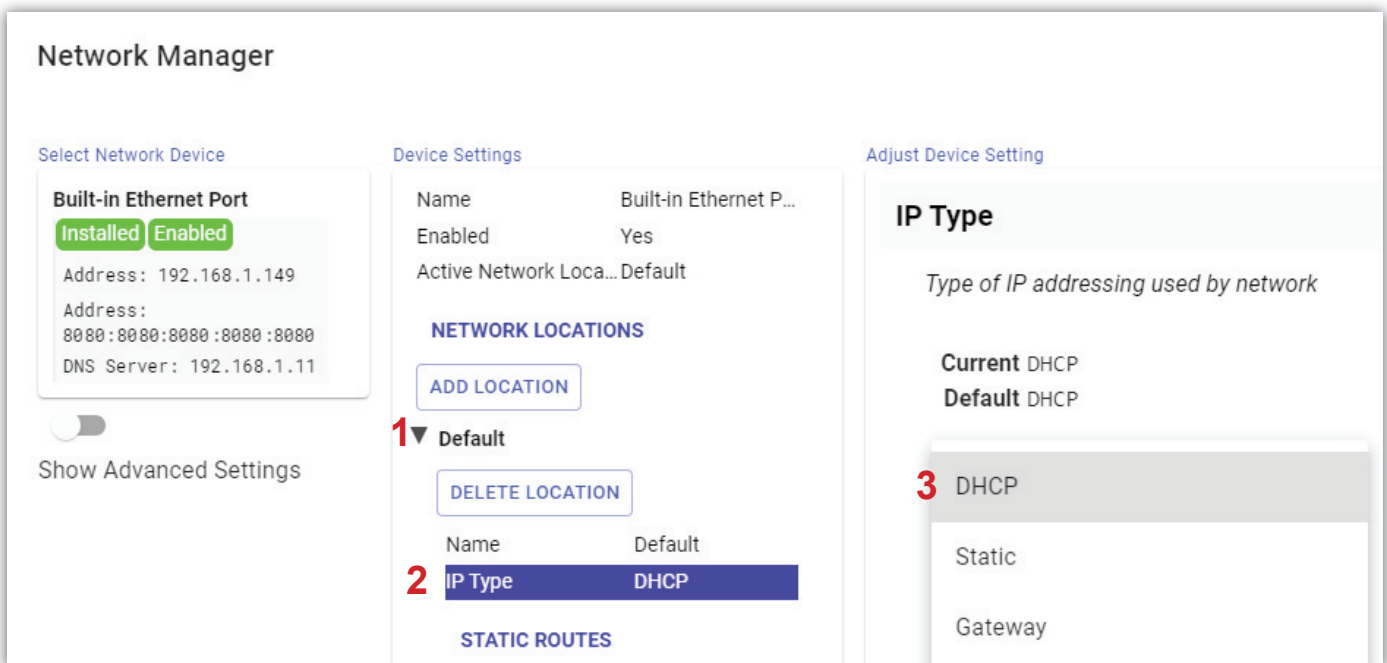 Network Manager
Select Network Device
Built-in Ethernet Port
Installed Enabled
Address: 192.168.1.149
Address:
8080:8080:8080:8080:8080
DNS Server: 192.168.1.11
Show Advanced Settings
Device Settings
Name Built-in Ethernet P...
Enabled Yes
Active Network Loca... Default
NETWORK LOCATIONS
ADD LOCATION
1 Default
DELETE LOCATION
Name Default
2 IP Type DHCP
STATIC ROUTES
Adjust Device Setting
IP Type
Type of IP addressing used by network
Current DHCP
Default DHCP
3 DHCP
Static
Gateway